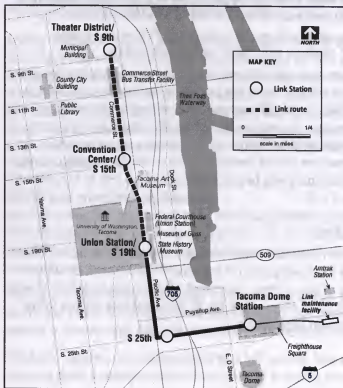 Theater District/
S 9th
Municipal
Building
NORTH
MAP KEY
Link Station
Link route
0 1/4
scale in miles
S. 9th St.
County City
Building
Commerce Street
Bus Transfer Facility
S. 11th St.
Public
Library
Commerce St.
Thea Foss
Waterway
S. 13th St.
Convention
Center/
S 15th
Dock St.
S. 15th St.
Tacoma Art
Museum
Yakima Ave.
University of Washington,
Tacoma
Federal Courthouse
(Union Station)
Museum of Glass
State History
Museum
Union Station/
S 19th
S. 19th St.
509
Tacoma Ave.
Pacific Ave.
705
Puyallup Ave.
Amtrak
Station
Link
maintenance
facility
Tacoma Dome
Station
S 25th
Freighthouse
Square
S. 25th St.
E. D Street
Tacoma
Dome
5